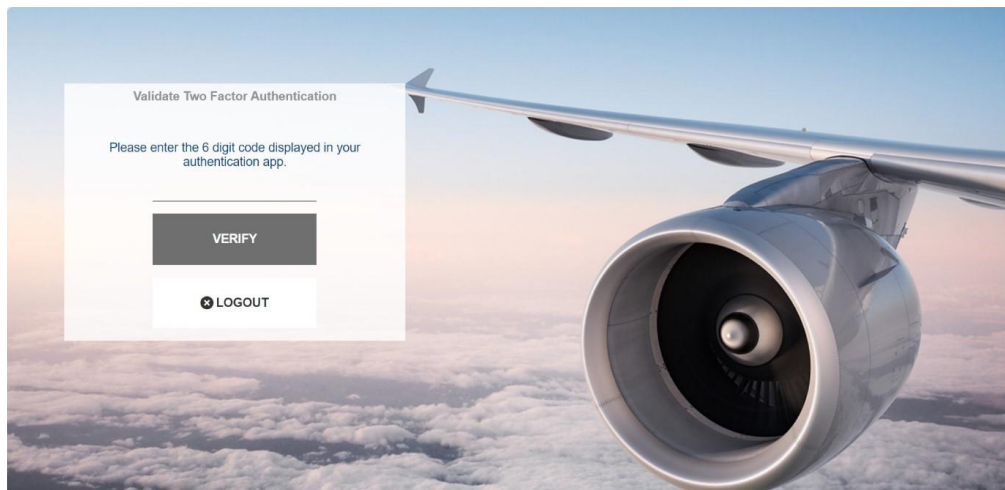 Validate Two Factor Authentication
Please enter the 6 digit code displayed in your
authentication app.
VERIFY
LOGOUT